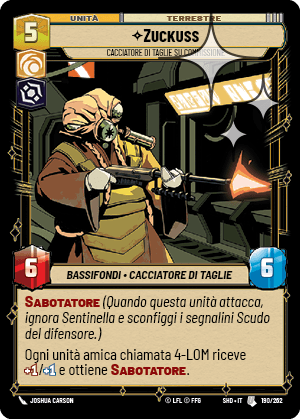 UNITÀ
TERRESTRE
5
✧Zuckuss
CACCIATORE DI TAGLIE SU COMMISSIONE
6
6
BASSIFONDI • CACCIATORE DI TAGLIE
SABOTATORE (Quando questa unità attacca,
ignora Sentinella e sconfiggi i segnalini Scudo
del difensore.)
Ogni unità amica chiamata 4-LOM riceve
+1/+1 e ottiene SABOTATORE.
JOSHUA CARSON
© LFL © FFG
SHD • IT
190/262